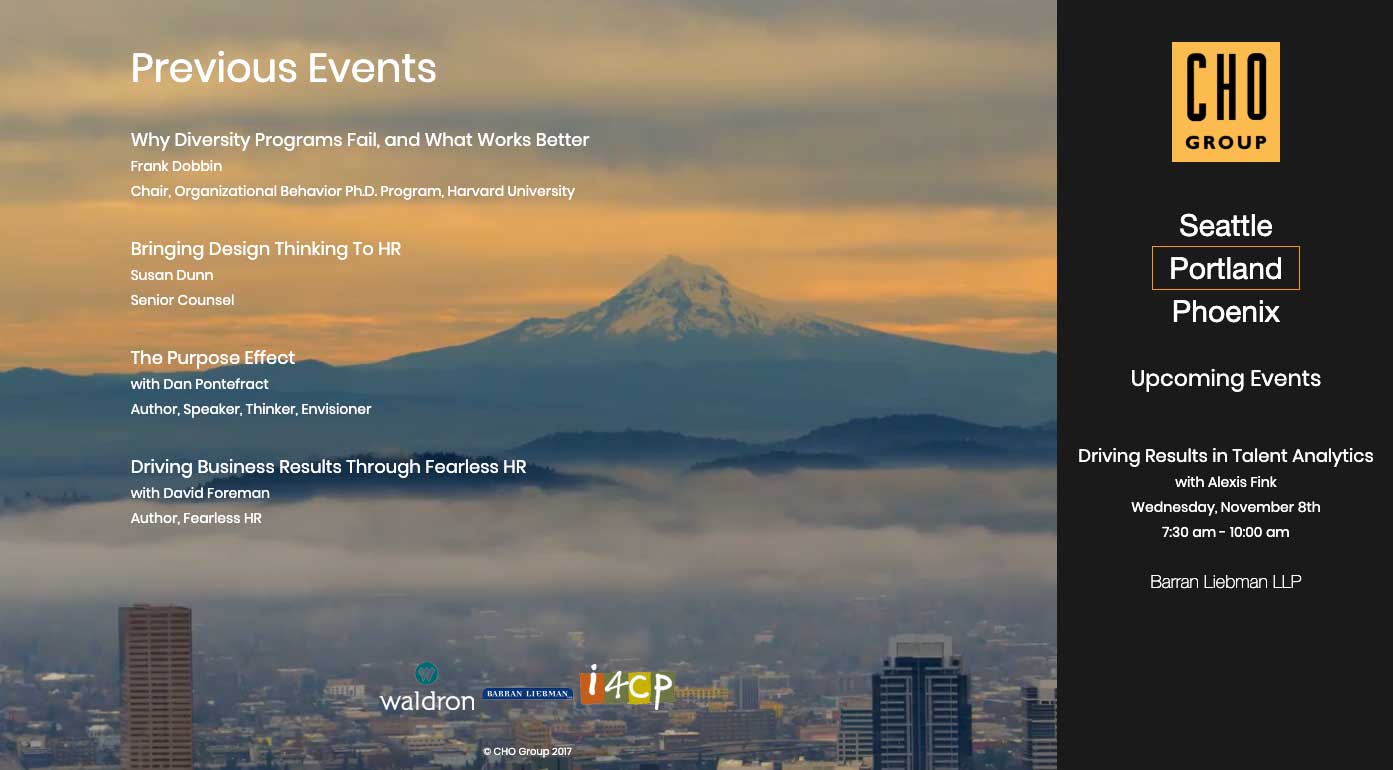 Previous Events
Why Diversity Programs Fail, and What Works Better
Frank Dobbin
Chair, Organizational Behavior Ph.D. Program, Harvard University
Bringing Design Thinking To HR
Susan Dunn
Senior Counsel
The Purpose Effect
with Dan Pontefract
Author, Speaker, Thinker, Envisioner
Driving Business Results Through Fearless HR
with David Foreman
Author, Fearless HR
W
waldron
BARRAN LIEBMAN
i4cp
© CHO Group 2017
CHO
GROUP
Seattle
Portland
Phoenix
Upcoming Events
Driving Results in Talent Analytics
with Alexis Fink
Wednesday, November 8th
7:30 am - 10:00 am
Barran Liebman LLP